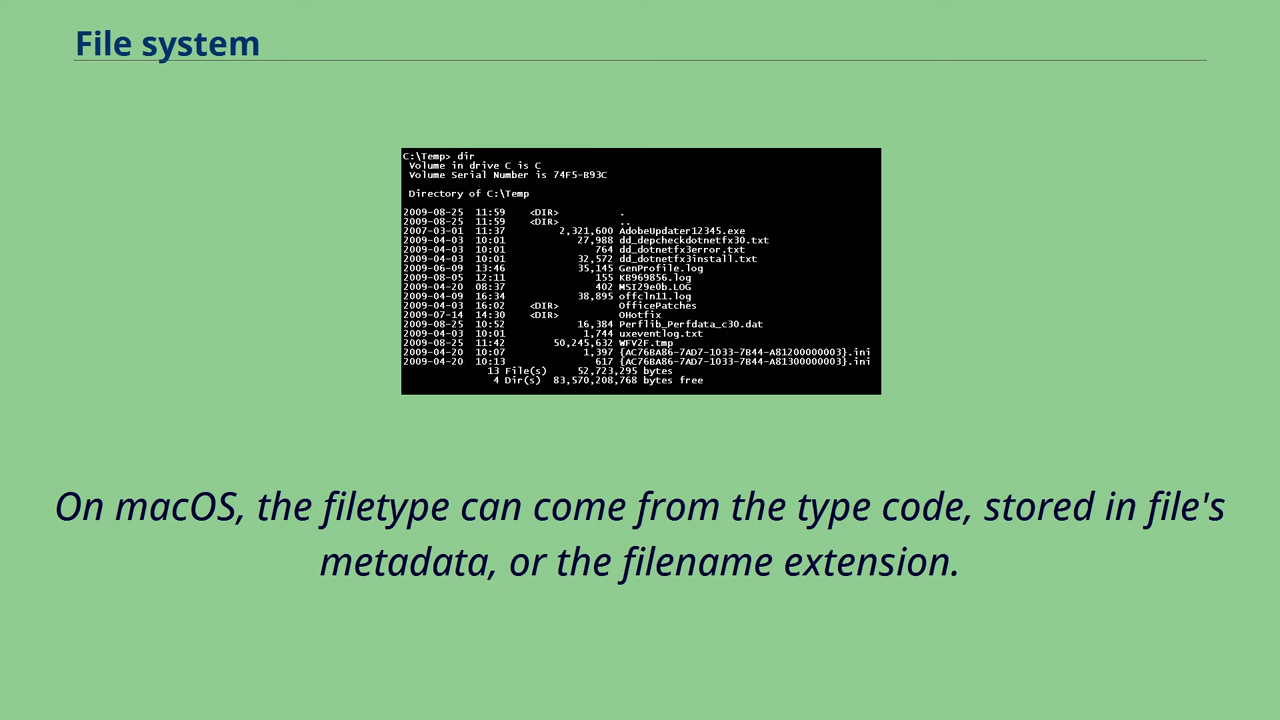 File system
C:\Temp> dir
Volume in drive C is C
Volume Serial Number is 74F5-B93C
Directory of C:\Temp
2009-08-25 11:59 <DIR> .
2009-08-25 11:59 <DIR> ..
2007-03-01 11:37 2,321,600 AdobeUpdater12345.exe
2009-04-03 10:01 27,988 dd_depcheckdotnetfx30.txt
2009-04-03 10:01 764 dd_dotnetfx3error.txt
2009-04-03 10:01 32,572 dd_dotnetfx3install.txt
2009-06-09 13:46 35,145 GenProfile.log
2009-08-05 12:11 155 KB969856.log
2009-04-20 08:37 402 MSI29e0b.LOG
2009-04-09 16:34 38,895 offcln11.log
2009-04-03 16:02 <DIR> OfficePatches
2009-07-14 14:30 <DIR> OHotfix
2009-08-25 10:52 16,384 Perflib_Perfdata_c30.dat
2009-04-03 10:01 1,744 uxeventlog.txt
2009-08-25 11:42 50,245,632 WFV2F.tmp
2009-04-20 10:07 1,397 {AC76BA86-7AD7-1033-7B44-A81200000003}.ini
2009-04-20 10:13 617 {AC76BA86-7AD7-1033-7B44-A81300000003}.ini
13 File(s) 52,723,295 bytes
4 Dir(s) 83,570,208,768 bytes free
On macOS, the filetype can come from the type code, stored in file's
metadata, or the filename extension.